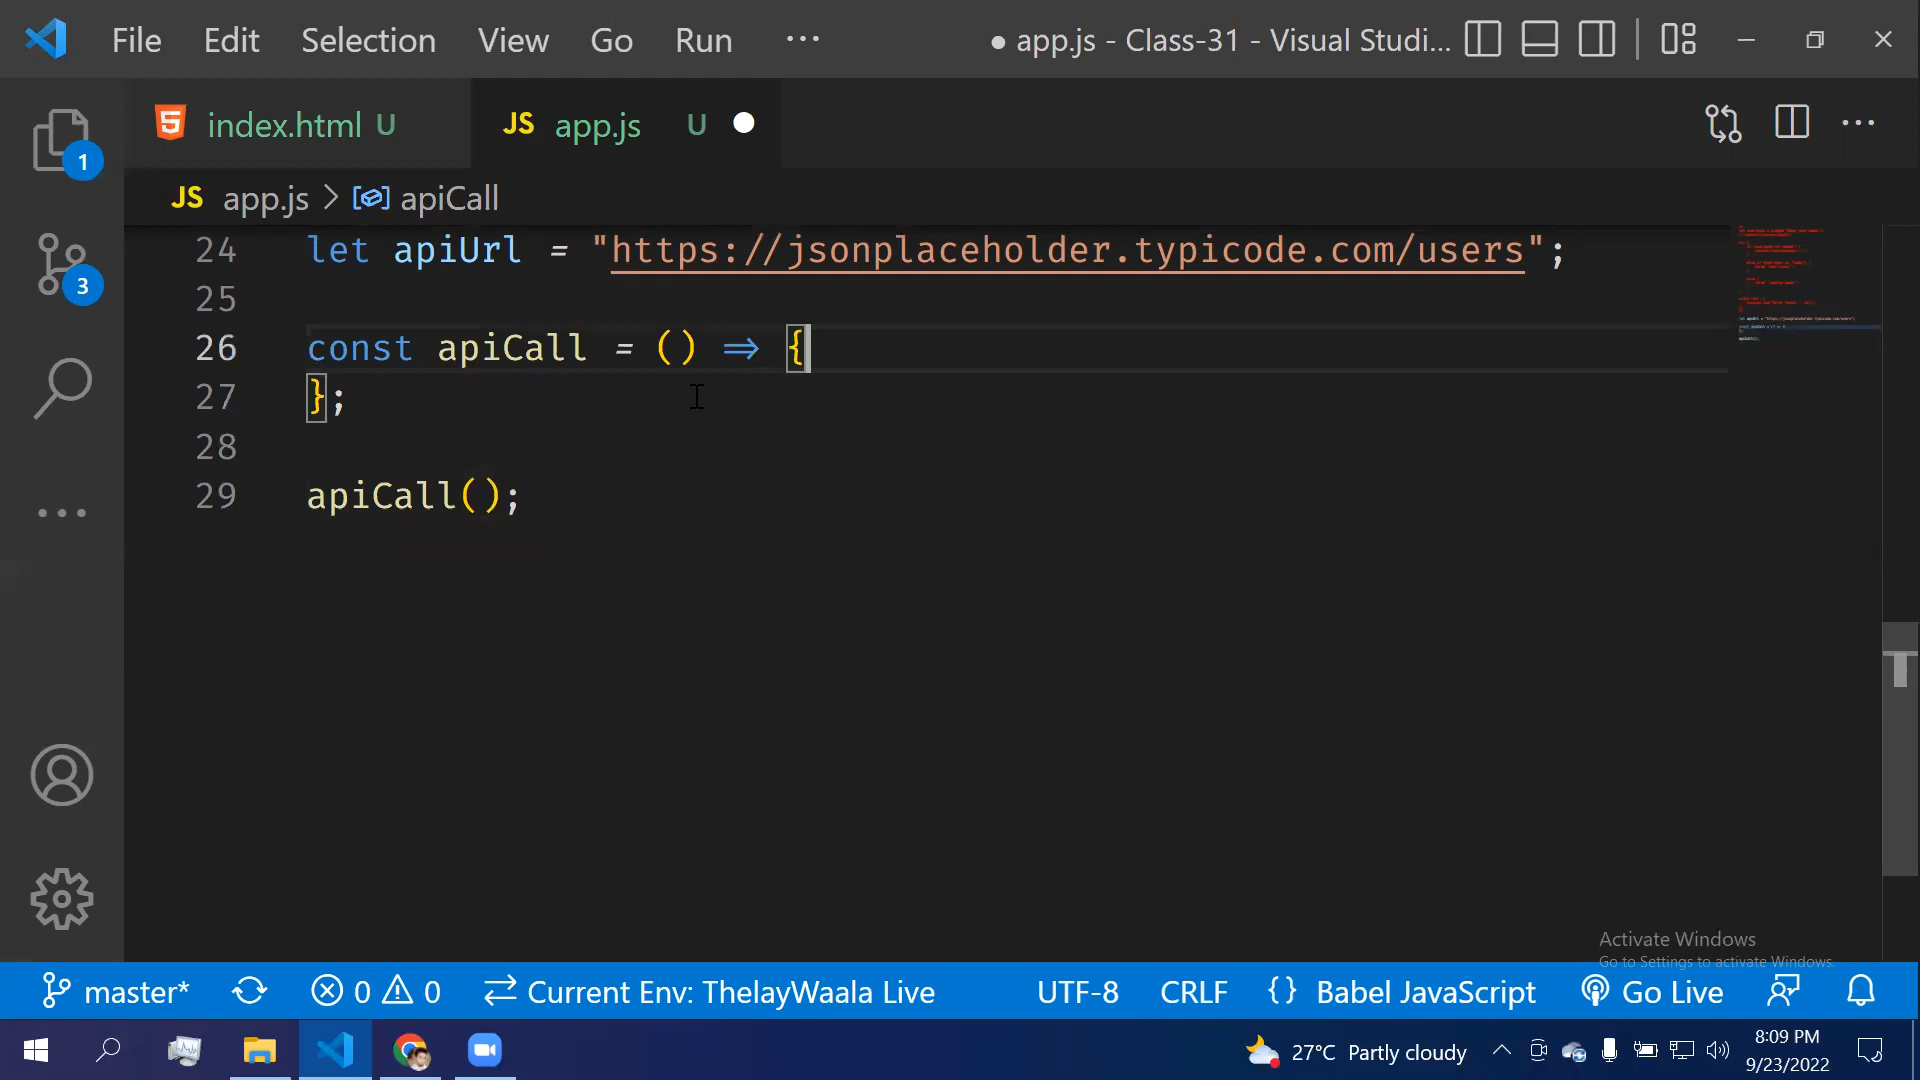 File Edit Selection View Go Run ··· ● app.js - Class-31 - Visual Studi...
index.html U JS app.js U
JS app.js > apiCall
24 let apiUrl = "https://jsonplaceholder.typicode.com/users";
25
26 const apiCall = () => {
27 };
28
29 apiCall();
1
3
Activate Windows
Go to Settings to activate Windows.
master* 0 0 Current Env: ThelayWaala Live UTF-8 CRLF {} Babel JavaScript Go Live
27°C Partly cloudy 8:09 PM
9/23/2022